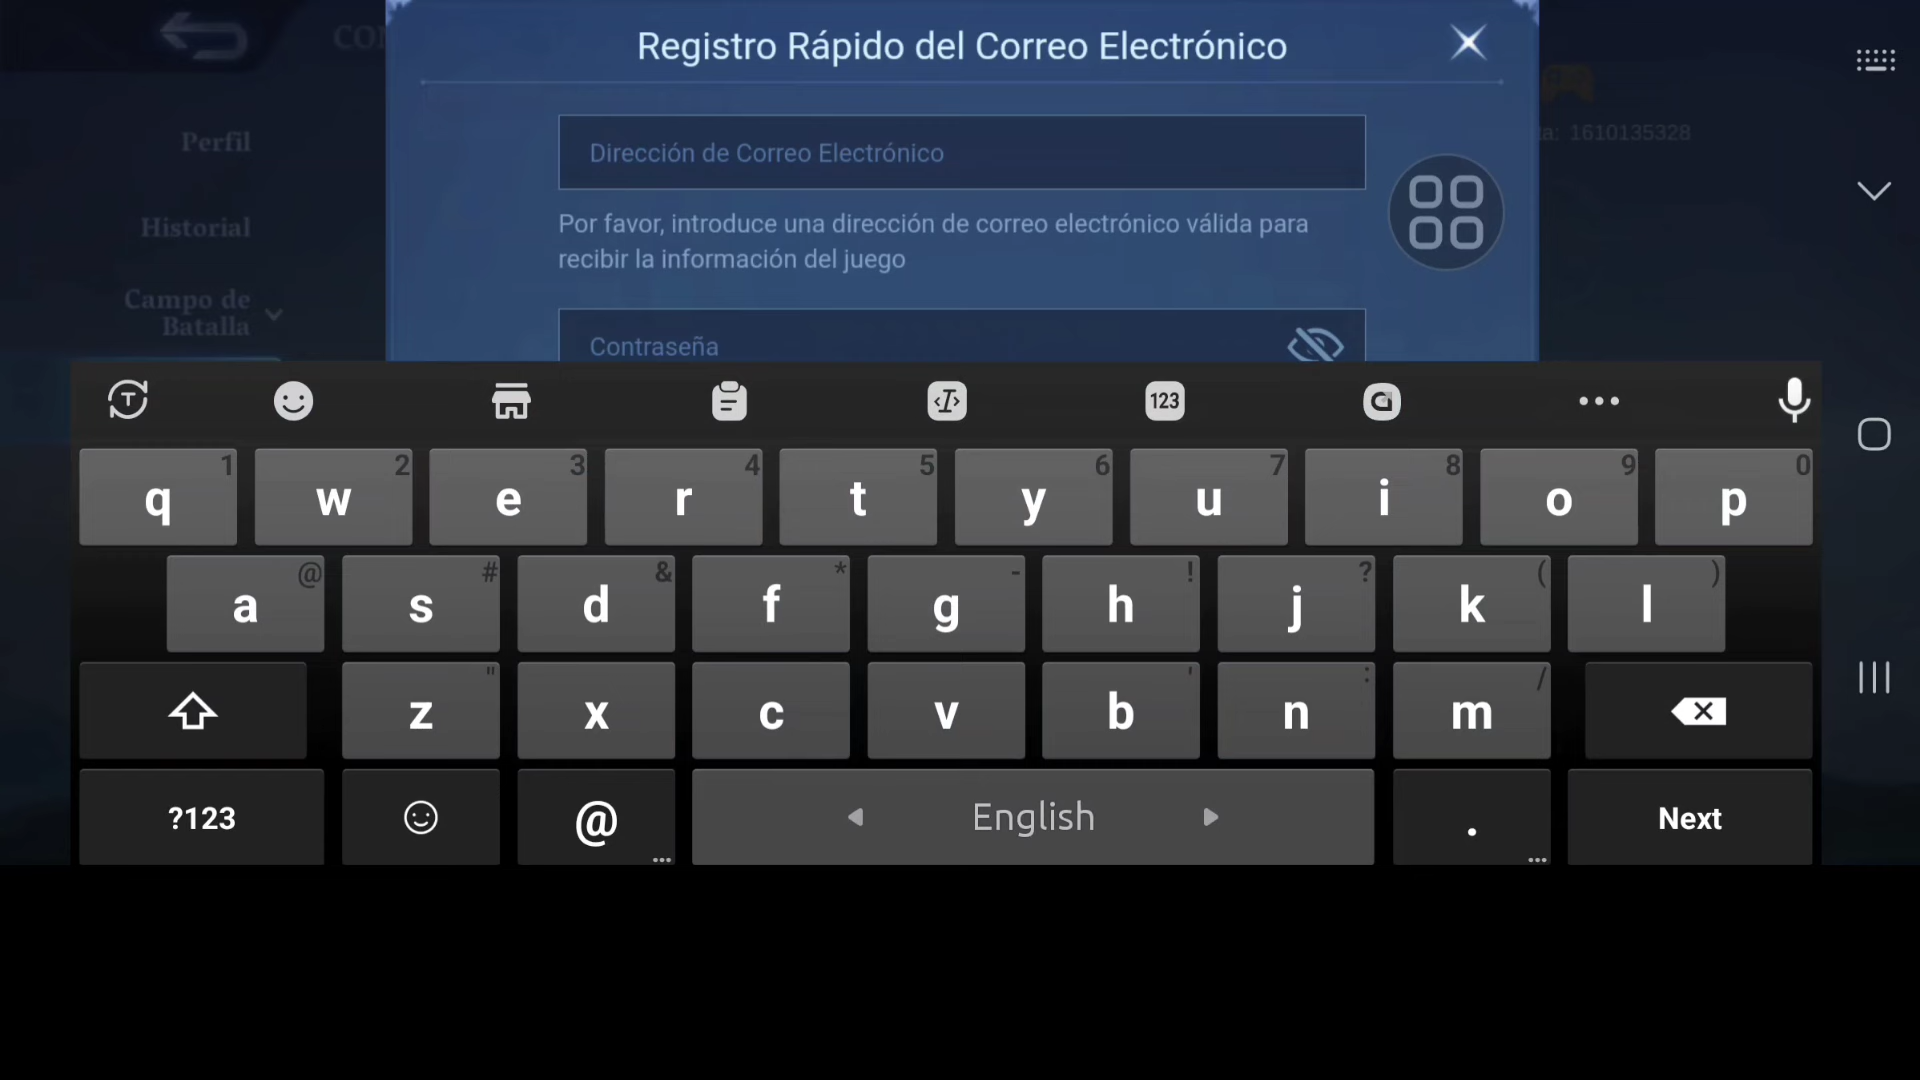 CO
Registro Rápido del Correo Electrónico
Perfil
Dirección de Correo Electrónico
ta: 1610135328
Historial
Por favor, introduce una dirección de correo electrónico válida para
recibir la información del juego
Campo de
Batalla
Contraseña
T
123
q 1 w 2 e 3 r 4 t 5 y 6 u 7 i 8 o 9 p 0
a @ s # d & f * g - h ! j ? k ( l )
z " x c v b ' n : m /
?123 @ English . Next